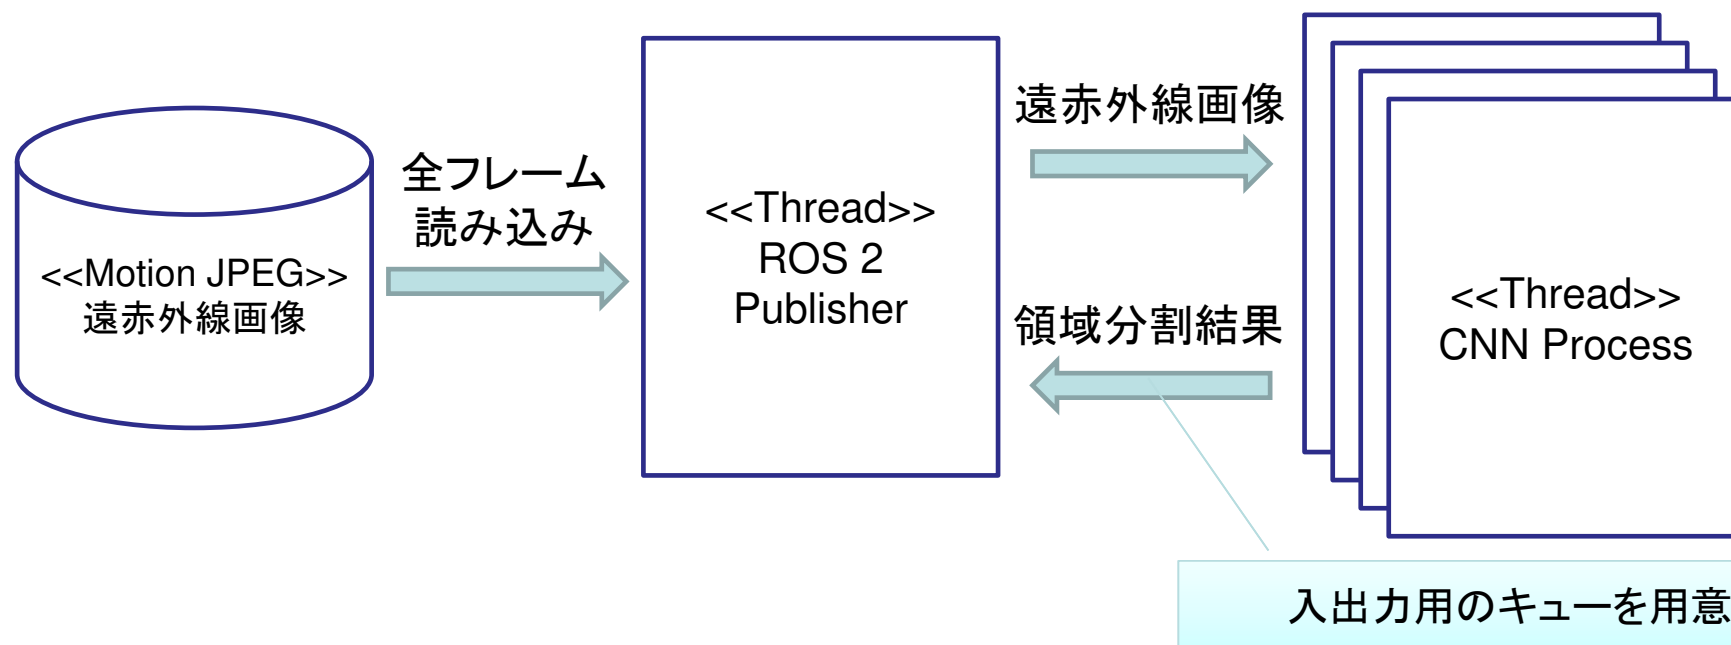 <<Motion JPEG>>
遠赤外線画像
全フレーム
読み込み
<<Thread>>
ROS 2
Publisher
遠赤外線画像
領域分割結果
<<Thread>>
CNN Process
入出力用のキューを用意